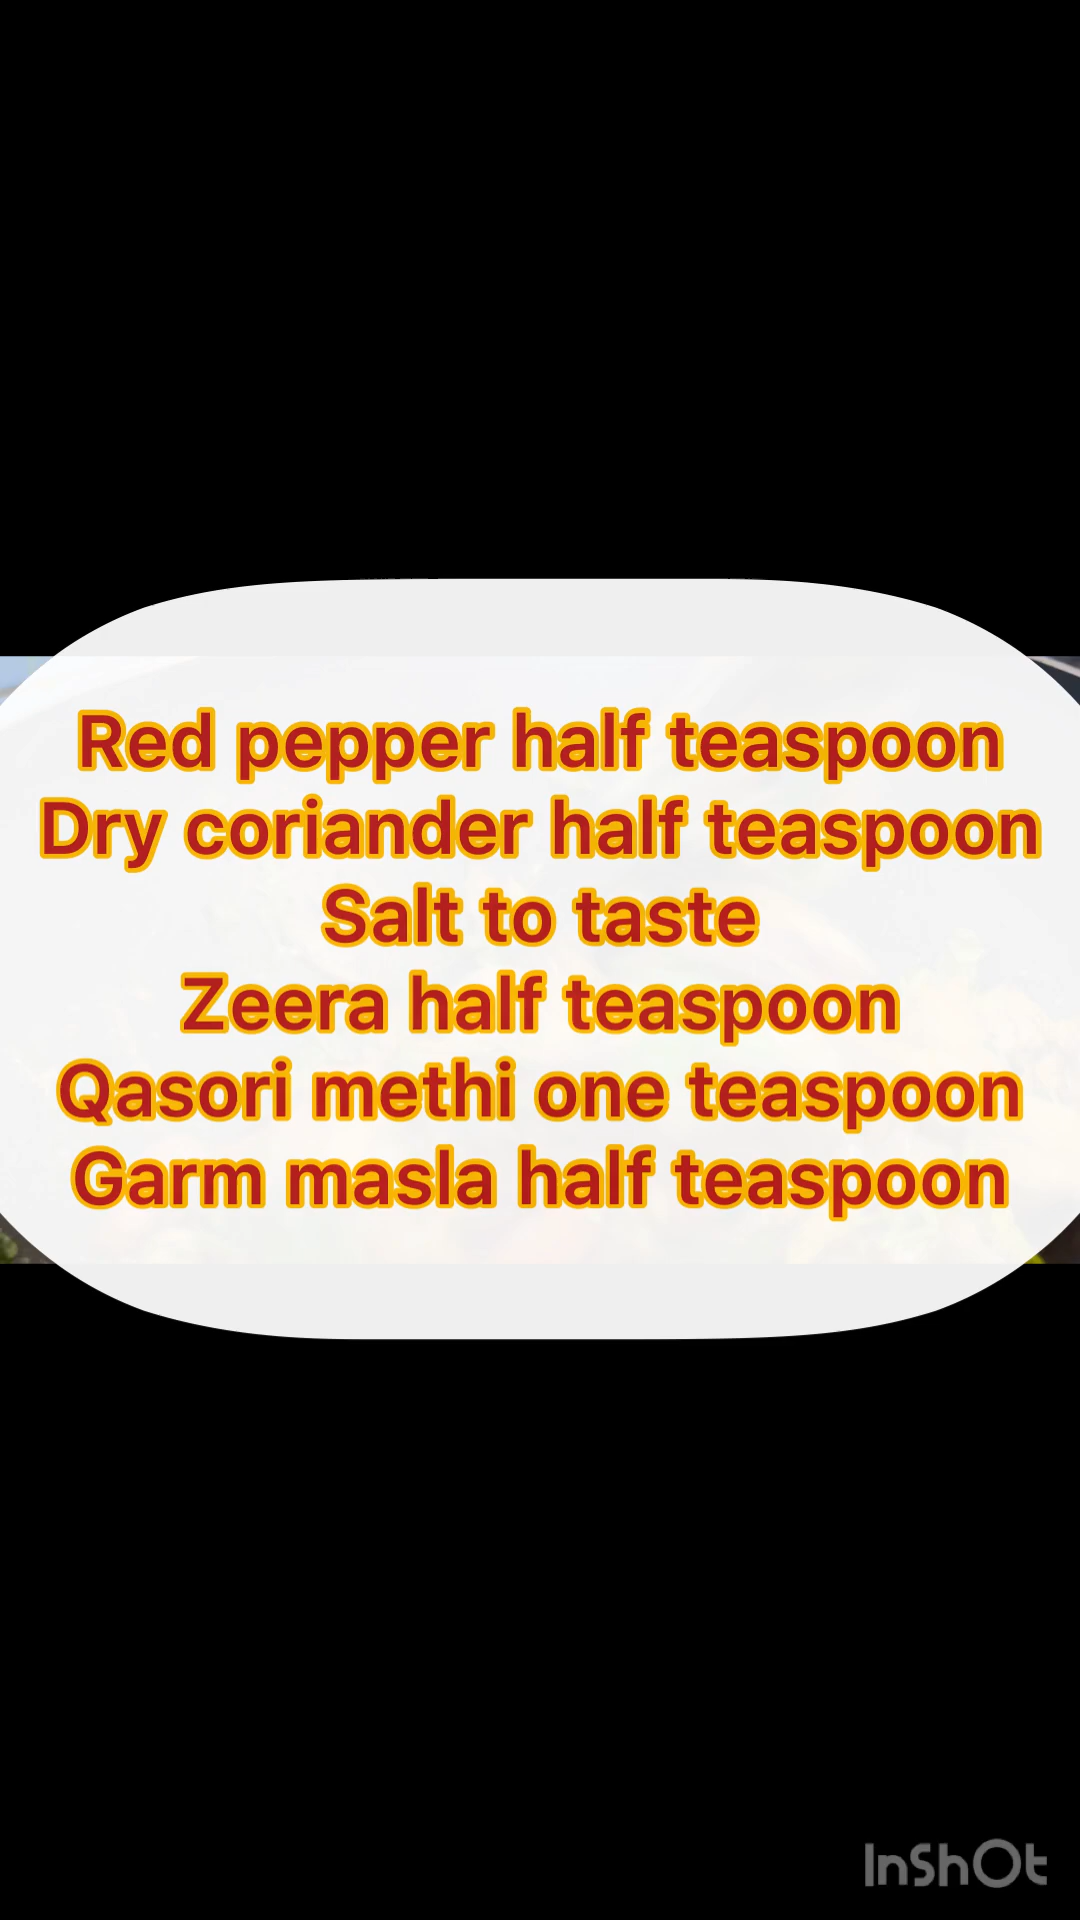 Red pepper half teaspoon
Dry coriander half teaspoon
Salt to taste
Zeera half teaspoon
Qasori methi one teaspoon
Garm masla half teaspoon
InShOt